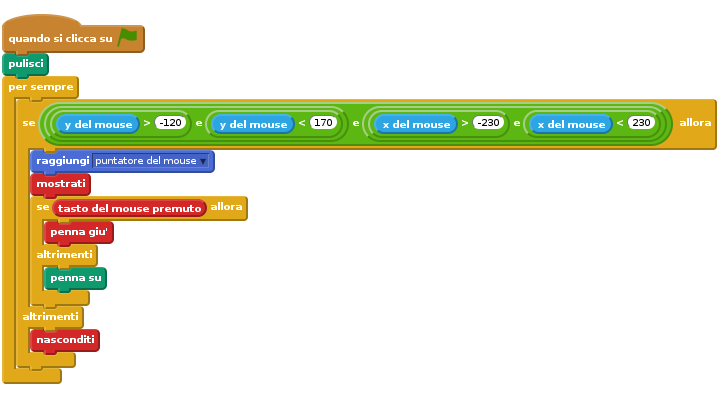 quando si clicca su
pulisci
per sempre
se y del mouse > -120 e y del mouse < 170 e x del mouse > -230 e x del mouse < 230 allora
raggiungi puntatore del mouse
mostrati
se tasto del mouse premuto allora
penna giu'
altrimenti
penna su
altrimenti
nasconditi